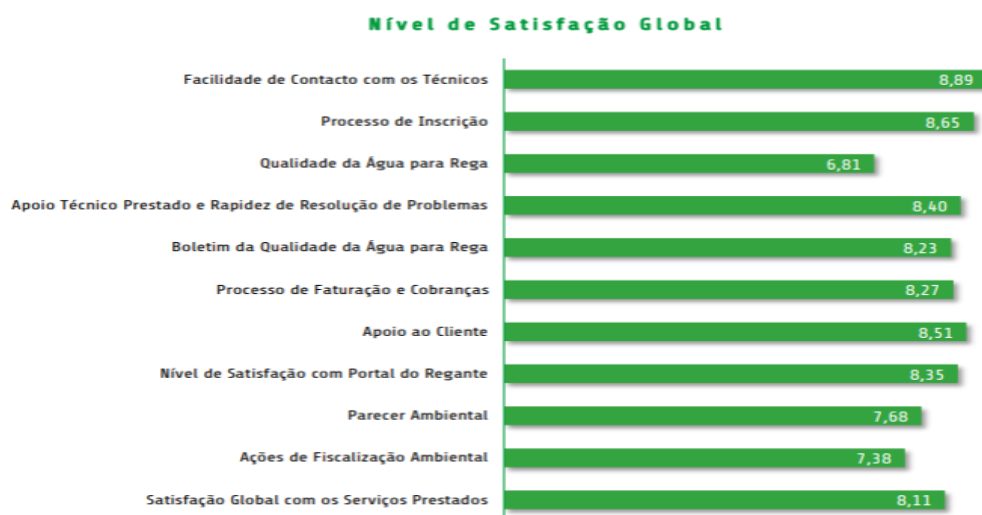 Nível de Satisfação Global
Facilidade de Contacto com os Técnicos 8,89
Processo de Inscrição 8,65
Qualidade da Água para Rega 6,81
Apoio Técnico Prestado e Rapidez de Resolução de Problemas 8,40
Boletim da Qualidade da Água para Rega 8,23
Processo de Faturação e Cobranças 8,27
Apoio ao Cliente 8,51
Nível de Satisfação com Portal do Regante 8,35
Parecer Ambiental 7,68
Ações de Fiscalização Ambiental 7,38
Satisfação Global com os Serviços Prestados 8,11